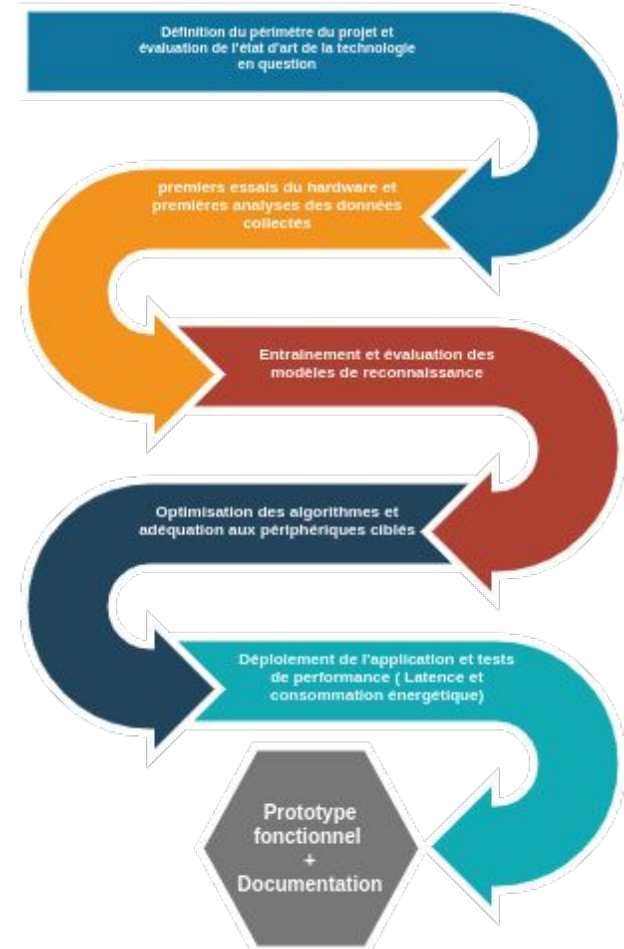 Définition du périmètre du projet et
évaluation de l'état d'art de la technologie
en question
premiers essais du hardware et
premières analyses des données
collectés
Entraînement et évaluation des
modèles de reconnaissance
Optimisation des algorithmes et
adéquation aux périphériques ciblés
Déploiement de l'application et tests
de performance ( Latence et
consommation énergétique)
Prototype
fonctionnel
+
Documentation